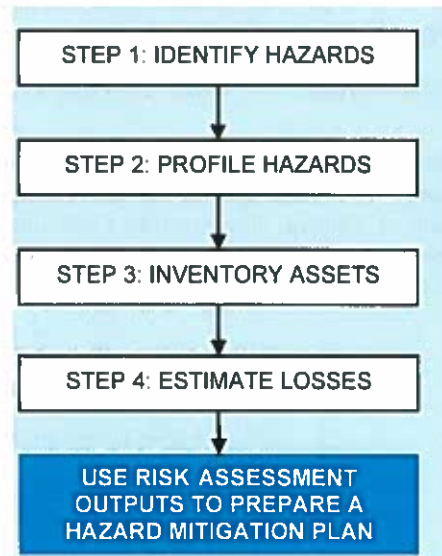 STEP 1: IDENTIFY HAZARDS
STEP 2: PROFILE HAZARDS
STEP 3: INVENTORY ASSETS
STEP 4: ESTIMATE LOSSES
USE RISK ASSESSMENT
OUTPUTS TO PREPARE A
HAZARD MITIGATION PLAN